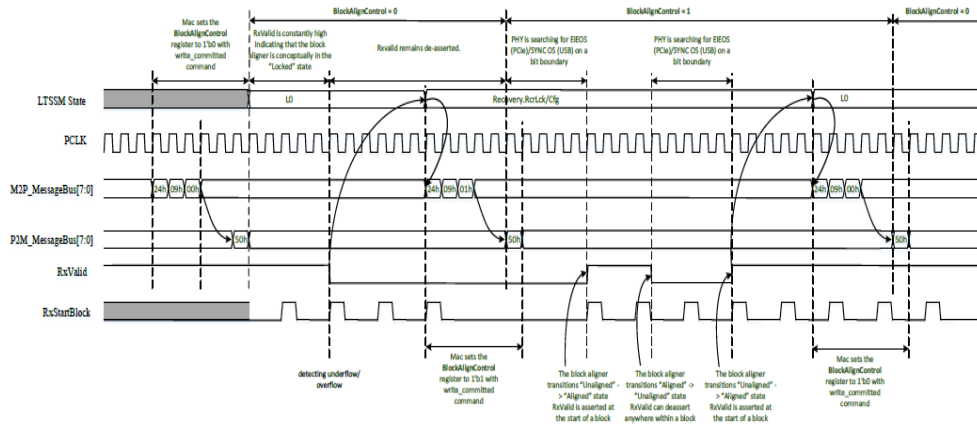 BlockAlignControl = 0
BlockAlignControl = 1
BlockAlignControl = 0
Mac sets the
BlockAlignControl
register to 1'b0 with
write_committed
command
RxValid is constantly high
indicating that the block
aligner is conceptually in the
"Locked" state
Rxvalid remains de-asserted.
PHY is searching for EIEOS
(PCIe)/SYNC OS (USB) on a
bit boundary
PHY is searching for EIEOS
(PCIe)/SYNC OS (USB) on a
bit boundary
LTSSM State
L0
Recovery.RcrLck/Cfg
L0
PCLK
M2P_MessageBus[7:0]
24h 09h 00h
24h 09h 01h
24h 09h 00h
P2M_MessageBus[7:0]
50h
50h
50h
RxValid
RxStartBlock
detecting underflow/
overflow
Mac sets the
BlockAlignControl
register to 1'b1 with
write_committed
command
The block aligner
transitions "Unaligned" -
> "Aligned" state
RxValid is asserted at
the start of a block
The block aligner
transitions "Aligned" ->
"Unaligned" state
RxValid can deassert
anywhere within a block
The block aligner
transitions "Unaligned" -
> "Aligned" state
RxValid is asserted at
the start of a block
Mac sets the
BlockAlignControl
register to 1'b0 with
write_committed
command